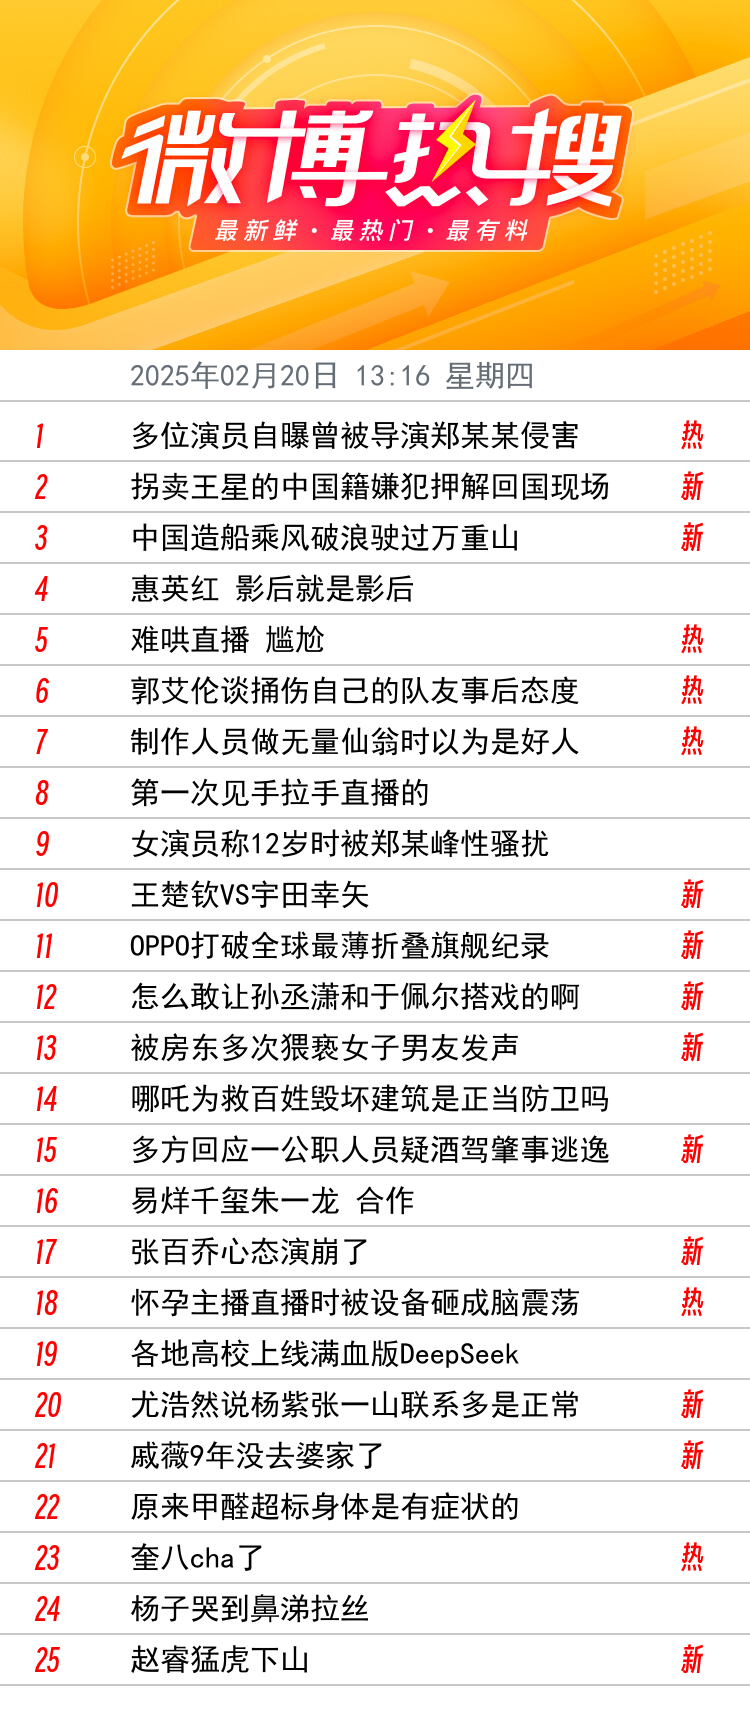 微博热搜
最新鲜·最热门·最有料
2025年02月20日 13:16 星期四
1 多位演员自曝曾被导演郑某某侵害 热
2 拐卖王星的中国籍嫌犯押解回国现场 新
3 中国造船乘风破浪驶过万重山 新
4 惠英红 影后就是影后
5 难哄直播 尴尬
6 郭艾伦谈捅伤自己的队友事后态度 热
7 制作人员做无量仙翁时以为是好人 热
8 第一次见手拉手直播的
9 女演员称12岁时被郑某峰性骚扰
10 王楚钦VS宇田幸矢 新
11 OPPO打破全球最薄折叠旗舰纪录 新
12 怎么敢让孙丞潇和于佩尔搭戏的啊 新
13 被房东多次猥亵女子男友发声 新
14 哪吒为救百姓毁坏建筑是正当防卫吗
15 多方回应一公职人员疑酒驾肇事逃逸 新
16 易烊千玺朱一龙 合作
17 张百乔心态演崩了 新
18 怀孕主播直播时被设备砸成脑震荡 热
19 各地高校上线满血版DeepSeek
20 尤浩然说杨紫张一山联系多是正常 新
21 戚薇9年没去婆家了 新
22 原来甲醛超标身体是有症状的
23 奎八cha了 热
24 杨子哭到鼻涕拉丝
25 赵睿猛虎下山 新